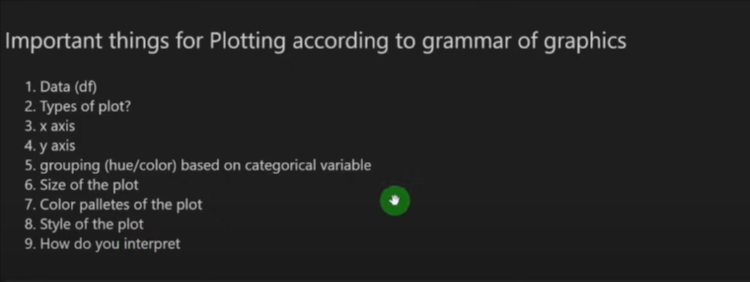 Important things for Plotting according to grammar of graphics
1. Data (df)
2. Types of plot?
3. x axis
4. y axis
5. grouping (hue/color) based on categorical variable
6. Size of the plot
7. Color palletes of the plot
8. Style of the plot
9. How do you interpret